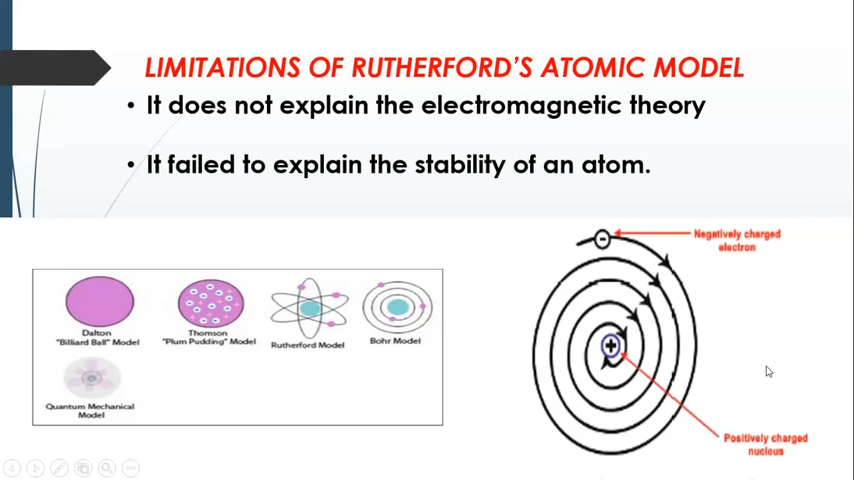 LIMITATIONS OF RUTHERFORD'S ATOMIC MODEL
• It does not explain the electromagnetic theory
• It failed to explain the stability of an atom.
Dalton
"Billiard Ball" Model
Thomson
"Plum Pudding" Model
Rutherford Model
Bohr Model
Quantum Mechanical
Model
Negatively charged
electron
Positively charged
nucleus